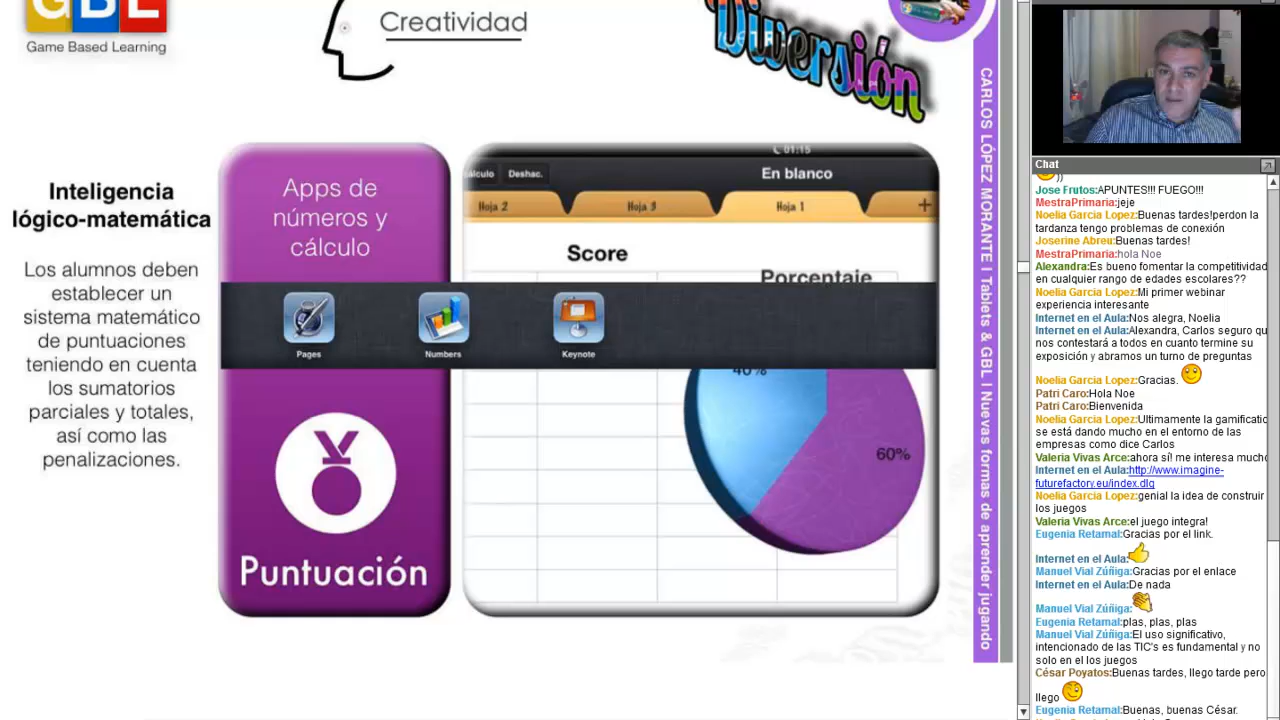 GBL
Game Based Learning
Creatividad
Diversión
Inteligencia
lógico-matemática
Los alumnos deben
establecer un
sistema matemático
de puntuaciones
teniendo en cuenta
los sumatorios
parciales y totales,
así como las
penalizaciones.
Apps de
números y
cálculo
Puntuación
01:15
Deshac.
En blanco
Hoja 2
Hoja 3
Hoja 1
+
Score
Porcentaje
Pages
Numbers
Keynote
40%
60%
CARLOS LÓPEZ MORANTE | Tablets & GBL | Nuevas formas de aprender jugando
Chat
))
Jose Frutos:APUNTES!!! FUEGO!!!
MestraPrimaria:jeje
Noelia Garcia Lopez:Buenas tardes!perdon la
tardanza tengo problemas de conexión
Joserine Abreu:Buenas tardes!
MestraPrimaria:hola Noe
Alexandra:Es bueno fomentar la competitividad
en cualquier rango de edades escolares??
Noelia Garcia Lopez:Mi primer webinar
experiencia interesante
Internet en el Aula:Nos alegra, Noelia
Internet en el Aula:Alexandra, Carlos seguro qu
nos contestará a todos en cuanto termine su
exposición y abramos un turno de preguntas
Noelia Garcia Lopez:Gracias.
Patri Caro:Hola Noe
Patri Caro:Bienvenida
Noelia Garcia Lopez:Ultimamente la gamificatic
se está dando mucho en el entorno de las
empresas como dice Carlos
Valeria Vivas Arce:ahora sí! me interesa mucho
Internet en el Aula:http://www.imagine-
futurefactory.eu/index.dlg
Noelia Garcia Lopez:genial la idea de construir
los juegos
Valeria Vivas Arce:el juego integra!
Eugenia Retamal:Gracias por el link.
Internet en el Aula:
Manuel Vial Zúñiga:Gracias por el enlace
Internet en el Aula:De nada
Manuel Vial Zúñiga:
Eugenia Retamal:plas, plas, plas
Manuel Vial Zúñiga:El uso significativo,
intencionado de las TIC's es fundamental y no
solo en el los juegos
César Poyatos:Buenas tardes, llego tarde pero
llego
Eugenia Retamal:Buenas, buenas César.